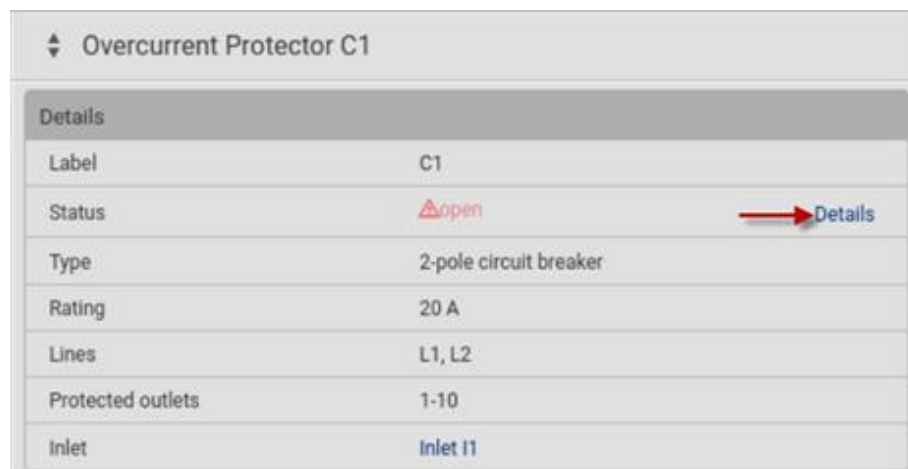 Overcurrent Protector C1
Details
Label C1
Status open Details
Type 2-pole circuit breaker
Rating 20 A
Lines L1, L2
Protected outlets 1-10
Inlet Inlet I1